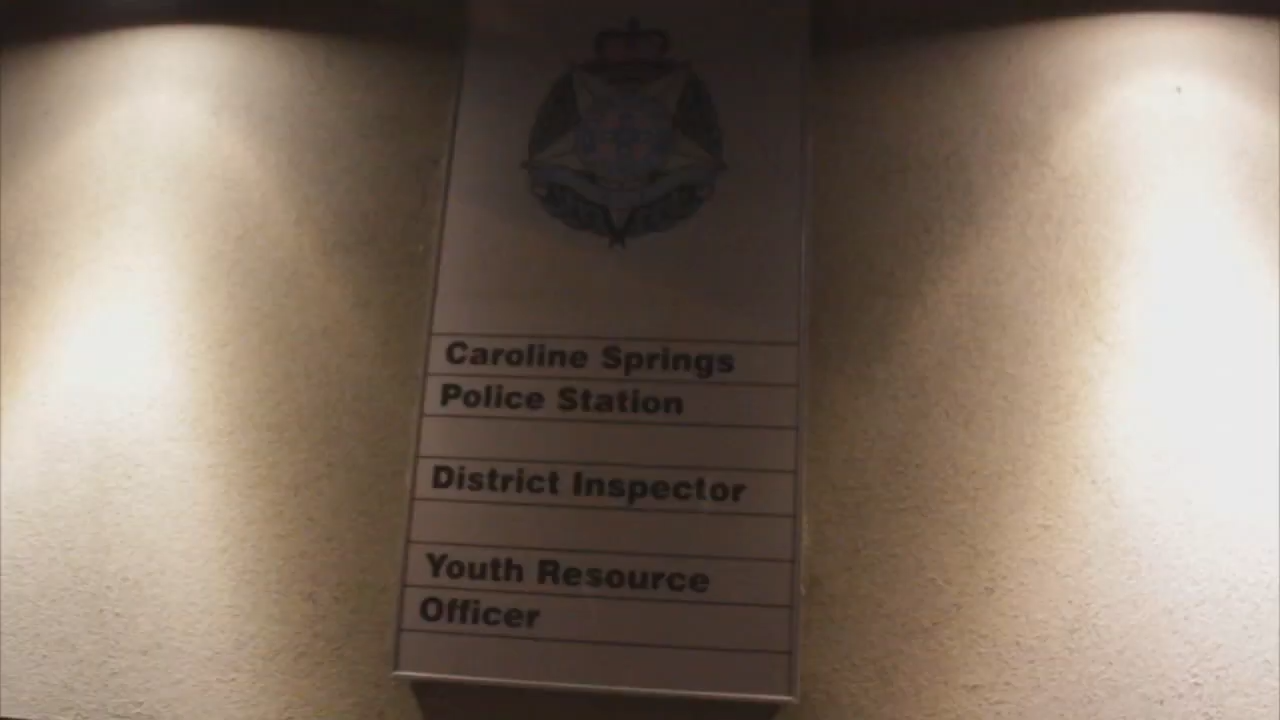 Caroline Springs
Police Station
District Inspector
Youth Resource
Officer